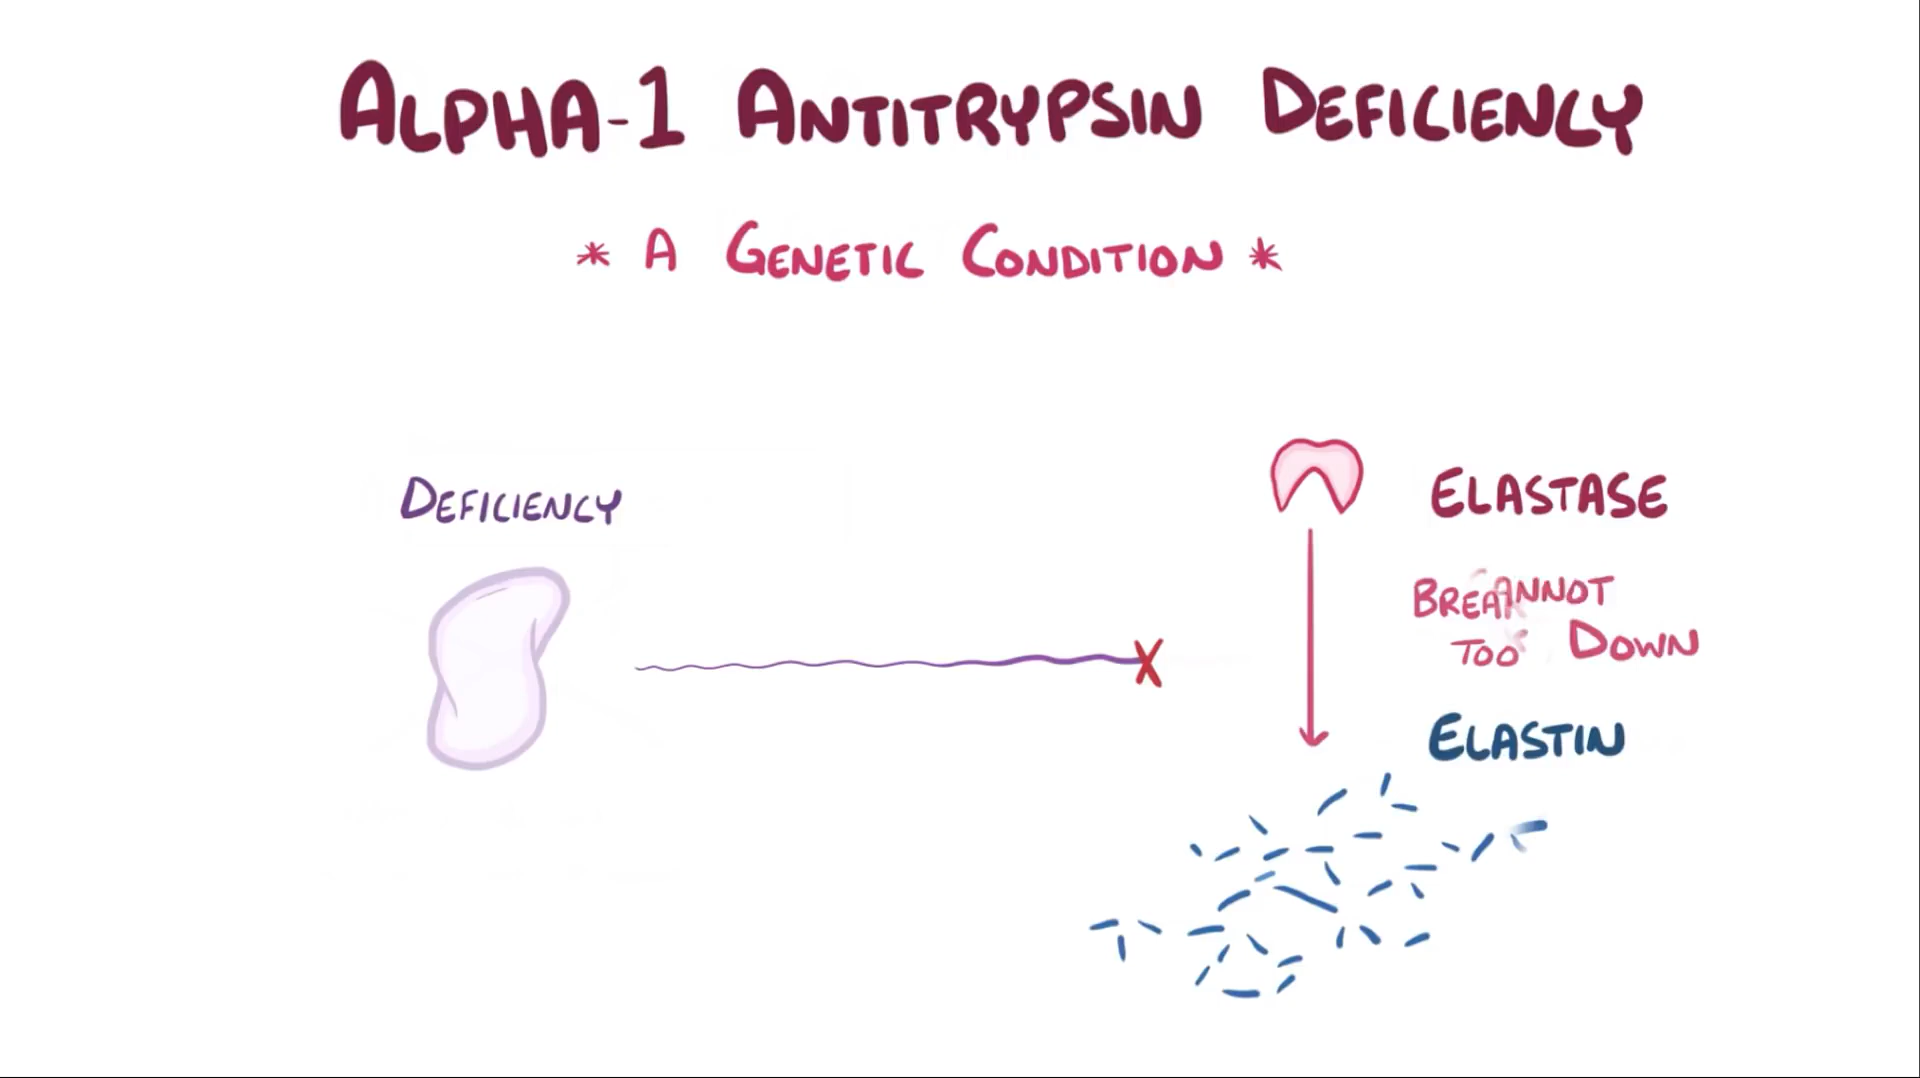 ALPHA-1 ANTITRYPSIN DEFICIENCY
* A GENETIC CONDITION *
DEFICIENCY
ELASTASE
TOO DOWN
ELASTIN
X